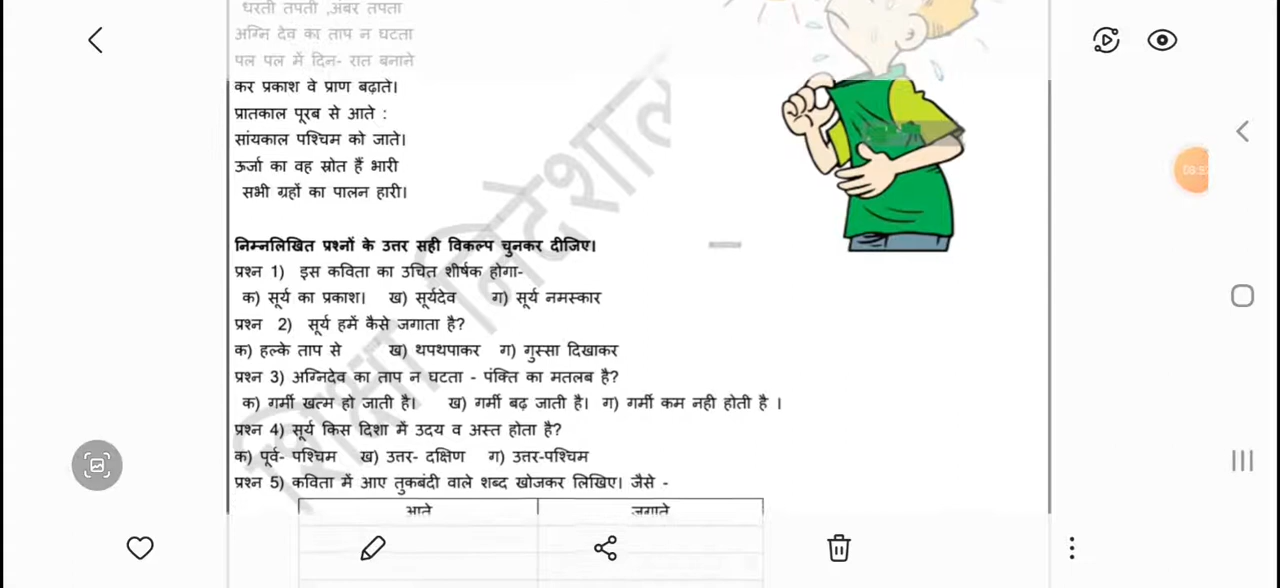 धरती तपती ,अंबर तपता
अग्नि देव का ताप न घटता
पल पल में दिन- रात बनाने
कर प्रकाश वे प्राण बढ़ाते।
प्रातकाल पूरब से आते :
सांयकाल पश्चिम को जाते।
ऊर्जा का वह स्रोत हैं भारी
सभी ग्रहों का पालन हारी।
निम्नलिखित प्रश्नों के उत्तर सही विकल्प चुनकर दीजिए।
प्रश्न 1) इस कविता का उचित शीर्षक होगा-
क) सूर्य का प्रकाश। ख) सूर्यदेव ग) सूर्य नमस्कार
प्रश्न 2) सूर्य हमें कैसे जगाता है?
क) हल्के ताप से ख) थपथपाकर ग) गुस्सा दिखाकर
प्रश्न 3) अग्निदेव का ताप न घटता - पंक्ति का मतलब है?
क) गर्मी खत्म हो जाती है। ख) गर्मी बढ़ जाती है। ग) गर्मी कम नही होती है ।
प्रश्न 4) सूर्य किस दिशा में उदय व अस्त होता है?
क) पूर्व- पश्चिम ख) उत्तर- दक्षिण ग) उत्तर-पश्चिम
प्रश्न 5) कविता में आए तुकबंदी वाले शब्द खोजकर लिखिए। जैसे -
आते जगाते
शिक्षा निदेशाल